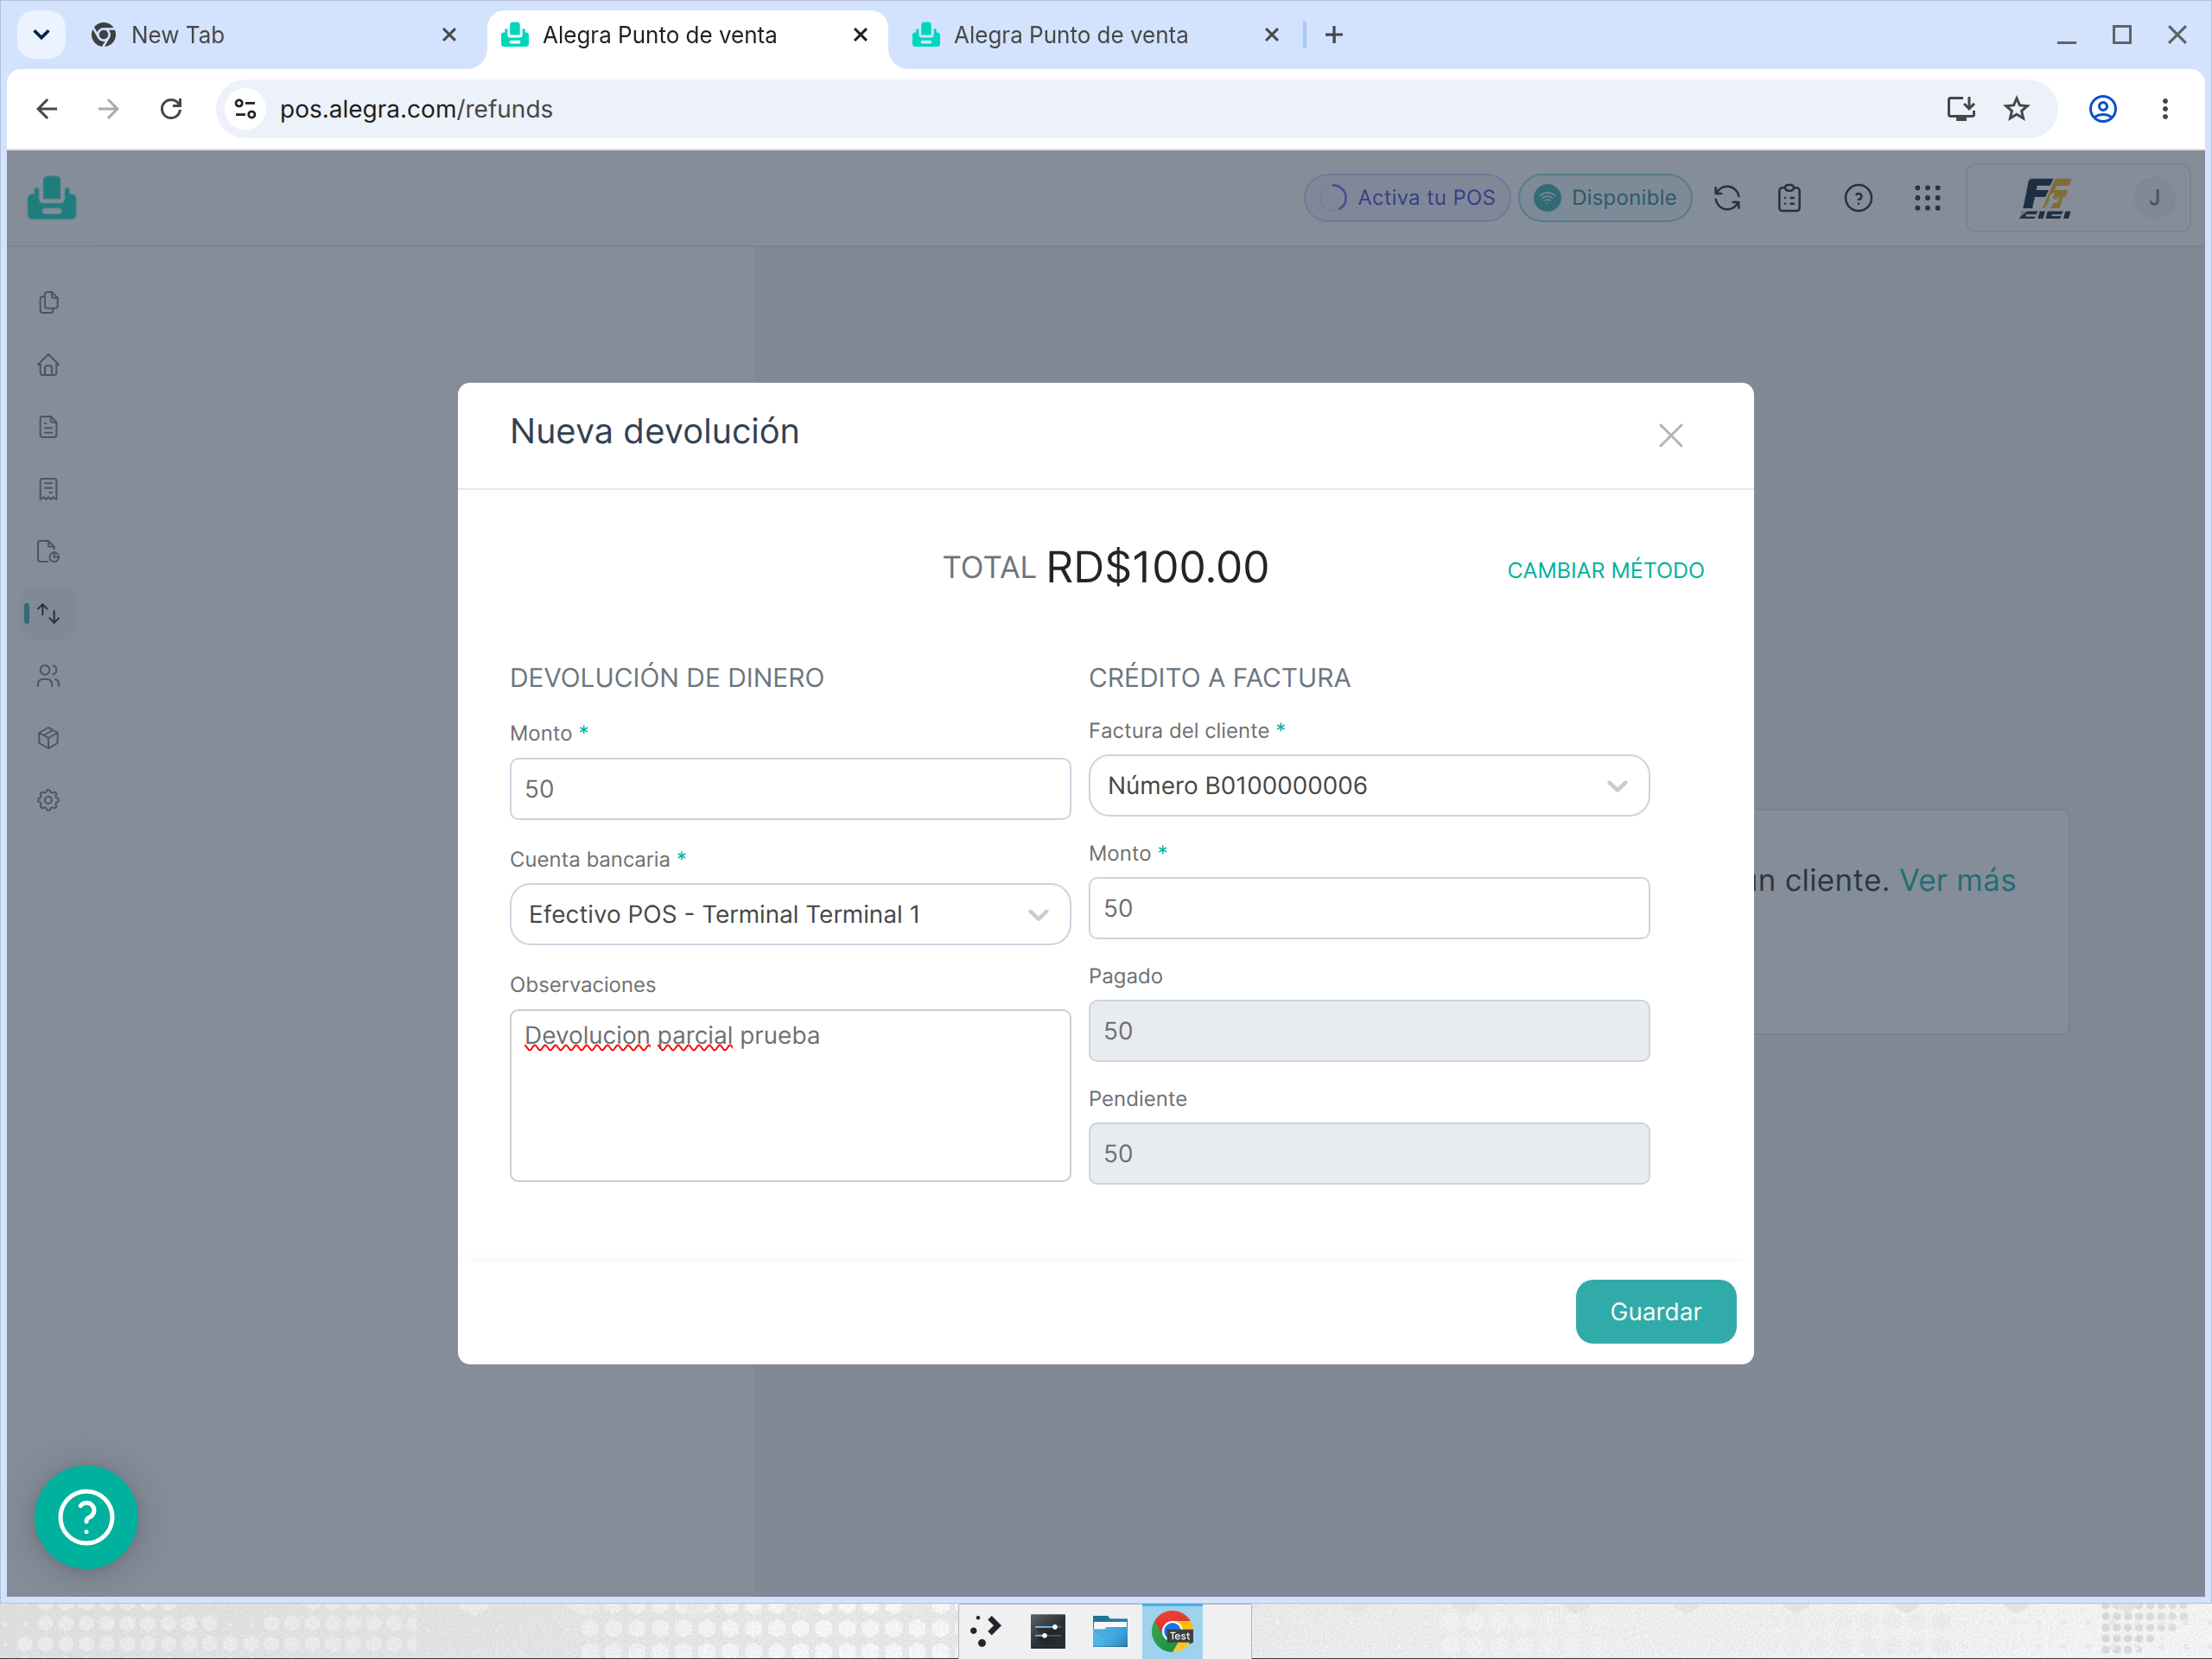 New Tab
Alegra Punto de venta
Alegra Punto de venta
pos.alegra.com/refunds
Activa tu POS
Disponible
J
Nueva devolución
TOTAL RD$100.00
CAMBIAR MÉTODO
DEVOLUCIÓN DE DINERO
Monto *
50
Cuenta bancaria *
Efectivo POS - Terminal Terminal 1
Observaciones
Devolucion parcial prueba
CRÉDITO A FACTURA
Factura del cliente *
Número B0100000006
Monto *
50
Pagado
50
Pendiente
50
n cliente. Ver más
Guardar
Test